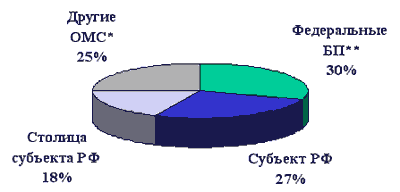 Другие
ОМС*
25%
Федеральные
БП**
30%
Столица
субъекта РФ
18%
Субъект РФ
27%